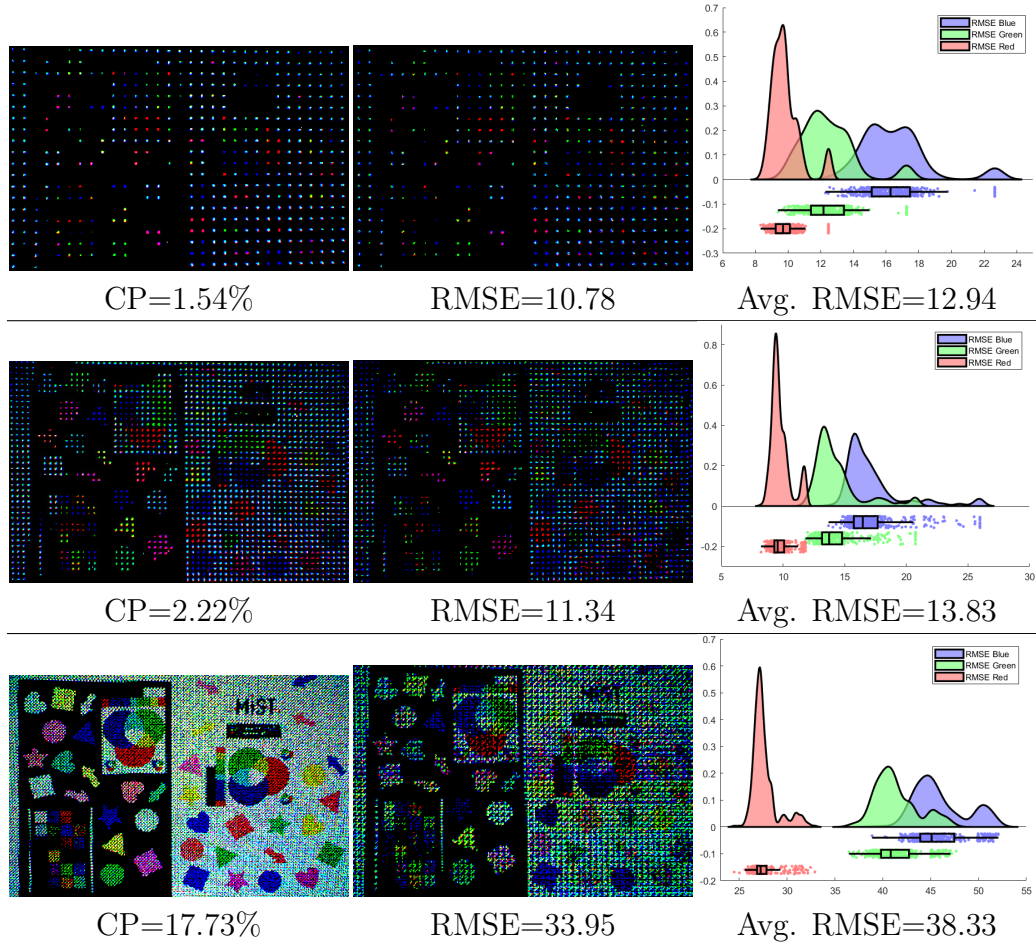 0.7
RMSE Blue
0.6
RMSE Green
RMSE Red
0.5
0.4
0.3
0.2
0.1
0
-0.1
-0.2
-0.3
6 8 10 12 14 16 18 20 22 24
CP=1.54% RMSE=10.78 Avg. RMSE=12.94
RMSE Blue
0.8
RMSE Green
RMSE Red
0.6
0.4
0.2
0
-0.2
5 10 15 20 25 30
CP=2.22% RMSE=11.34 Avg. RMSE=13.83
0.7
RMSE Blue
0.6
RMSE Green
RMSE Red
0.5
0.4
0.3
MIST
0.2
0.1
0
-0.1
-0.2
25 30 35 40 45 50 55
CP=17.73% RMSE=33.95 Avg. RMSE=38.33